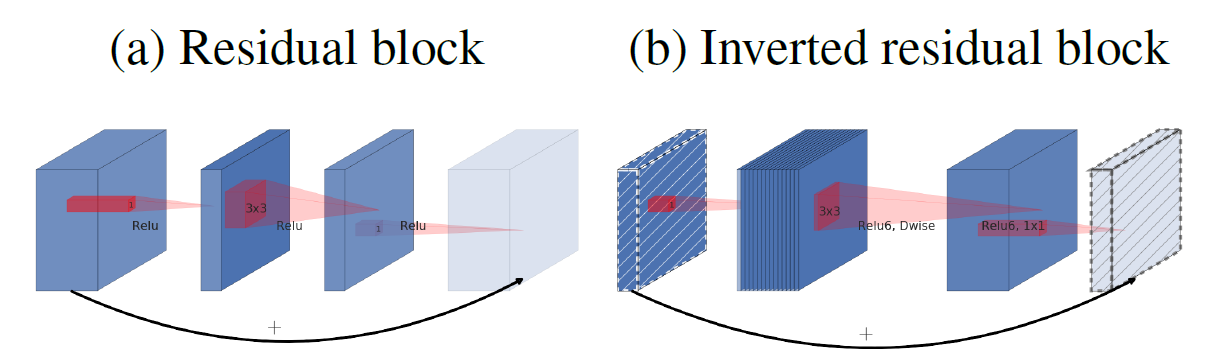 (a) Residual block
(b) Inverted residual block
1
Relu
3x3
Relu
1
Relu
+
1
3x3
Relu6, Dwise
Relu6, 1x1
+